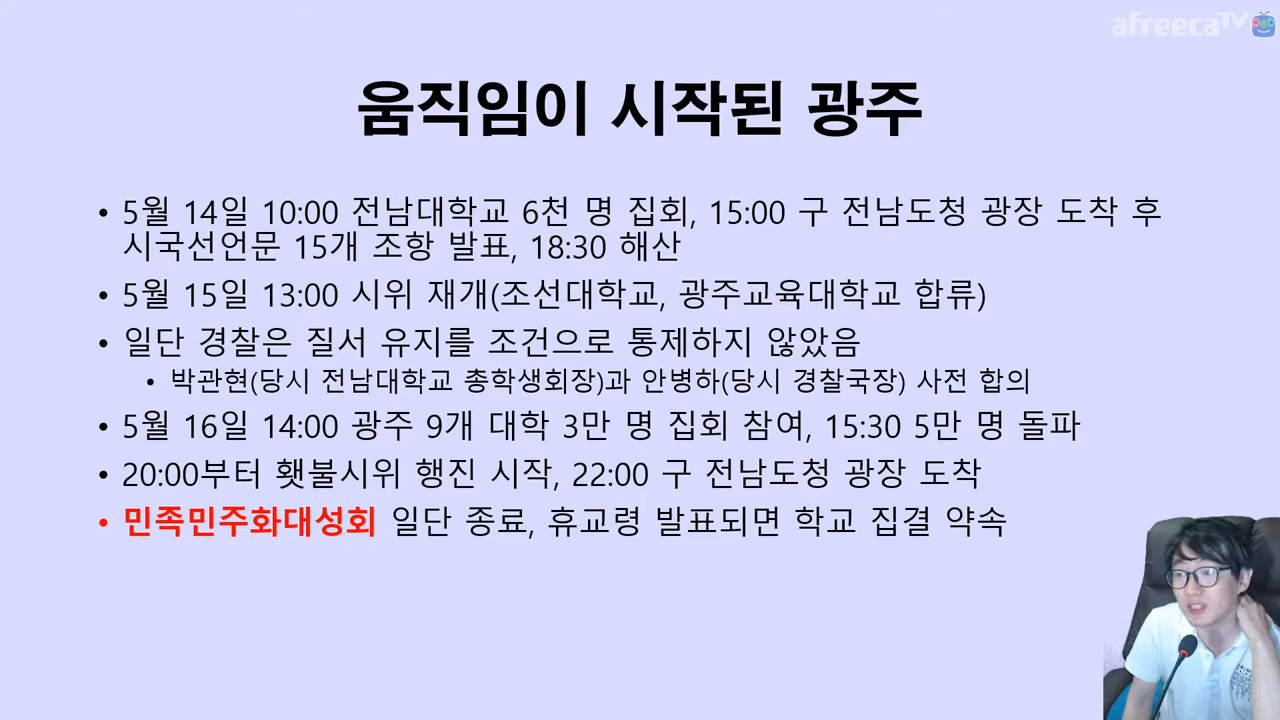 afreecaTV
움직임이 시작된 광주
• 5월 14일 10:00 전남대학교 6천 명 집회, 15:00 구 전남도청 광장 도착 후
시국선언문 15개 조항 발표, 18:30 해산
• 5월 15일 13:00 시위 재개(조선대학교, 광주교육대학교 합류)
• 일단 경찰은 질서 유지를 조건으로 통제하지 않았음
• 박관현(당시 전남대학교 총학생회장)과 안병하(당시 경찰국장) 사전 합의
• 5월 16일 14:00 광주 9개 대학 3만 명 집회 참여, 15:30 5만 명 돌파
• 20:00부터 횃불시위 행진 시작, 22:00 구 전남도청 광장 도착
• 민족민주화대성회 일단 종료, 휴교령 발표되면 학교 집결 약속